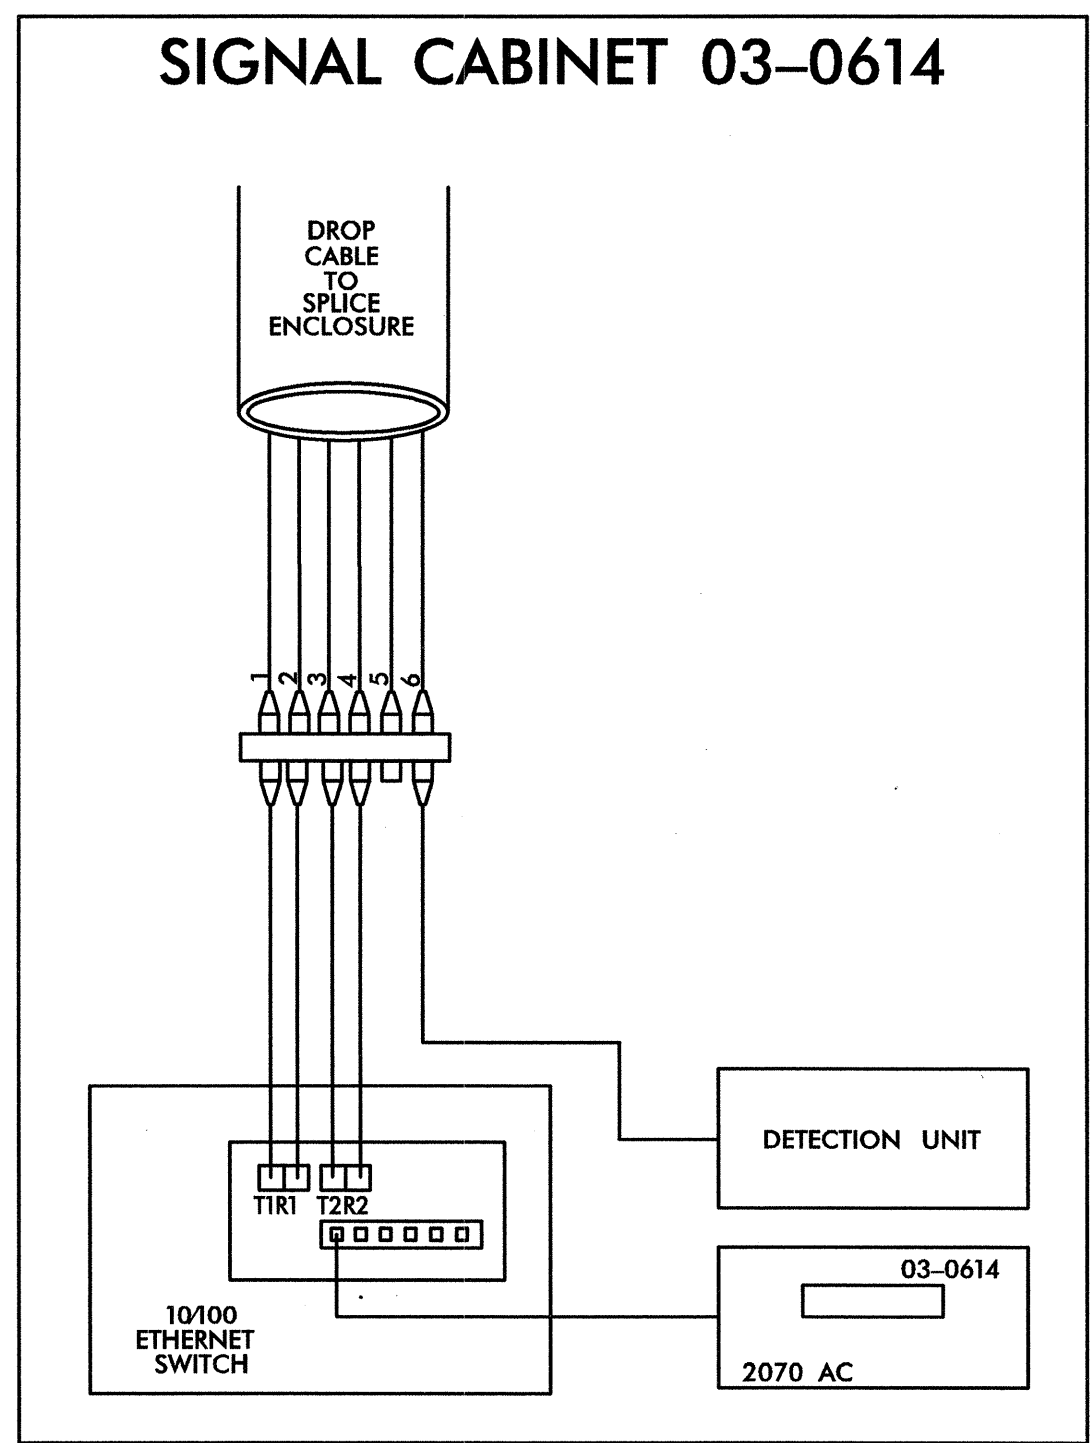 SIGNAL CABINET 03-0614
DROP
CABLE
TO
SPLICE
ENCLOSURE
1 2 3 4 5 6
DETECTION UNIT
T1R1 T2R2
03-0614
10/100
ETHERNET
SWITCH
2070 AC